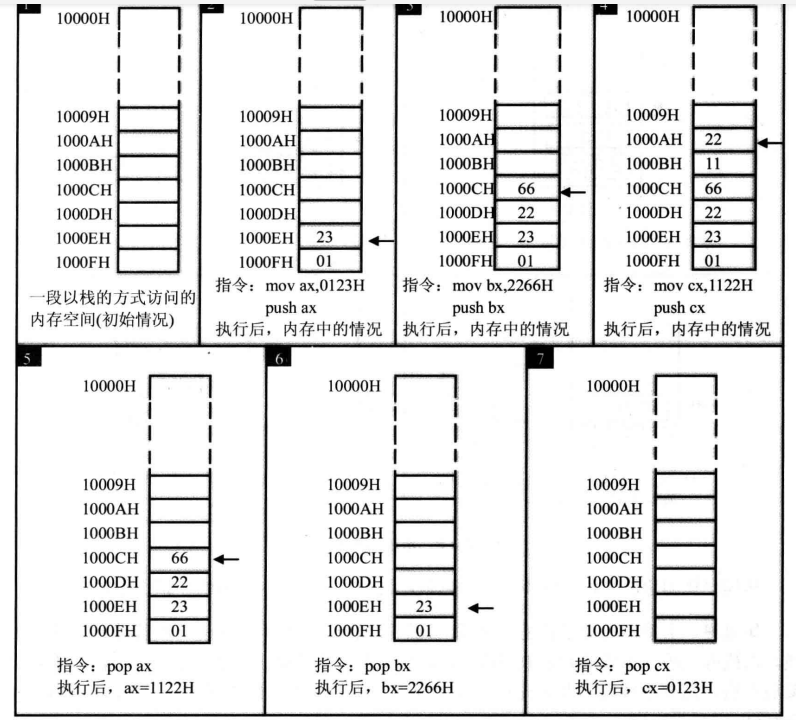 1
10000H
10009H
1000AH
1000BH
1000CH
1000DH
1000EH
1000FH
一段以栈的方式访问的
内存空间(初始情况)
2
10000H
10009H
1000AH
1000BH
1000CH
1000DH
1000EH 23
1000FH 01
指令：mov ax,0123H
push ax
执行后，内存中的情况
3
10000H
10009H
1000AH
1000BH
1000CH 66
1000DH 22
1000EH 23
1000FH 01
指令：mov bx,2266H
push bx
执行后，内存中的情况
4
10000H
10009H
1000AH 22
1000BH 11
1000CH 66
1000DH 22
1000EH 23
1000FH 01
指令：mov cx,1122H
push cx
执行后，内存中的情况
5
10000H
10009H
1000AH
1000BH
1000CH 66
1000DH 22
1000EH 23
1000FH 01
指令：pop ax
执行后，ax=1122H
6
10000H
10009H
1000AH
1000BH
1000CH
1000DH
1000EH 23
1000FH 01
指令：pop bx
执行后，bx=2266H
7
10000H
10009H
1000AH
1000BH
1000CH
1000DH
1000EH
1000FH
指令：pop cx
执行后，cx=0123H